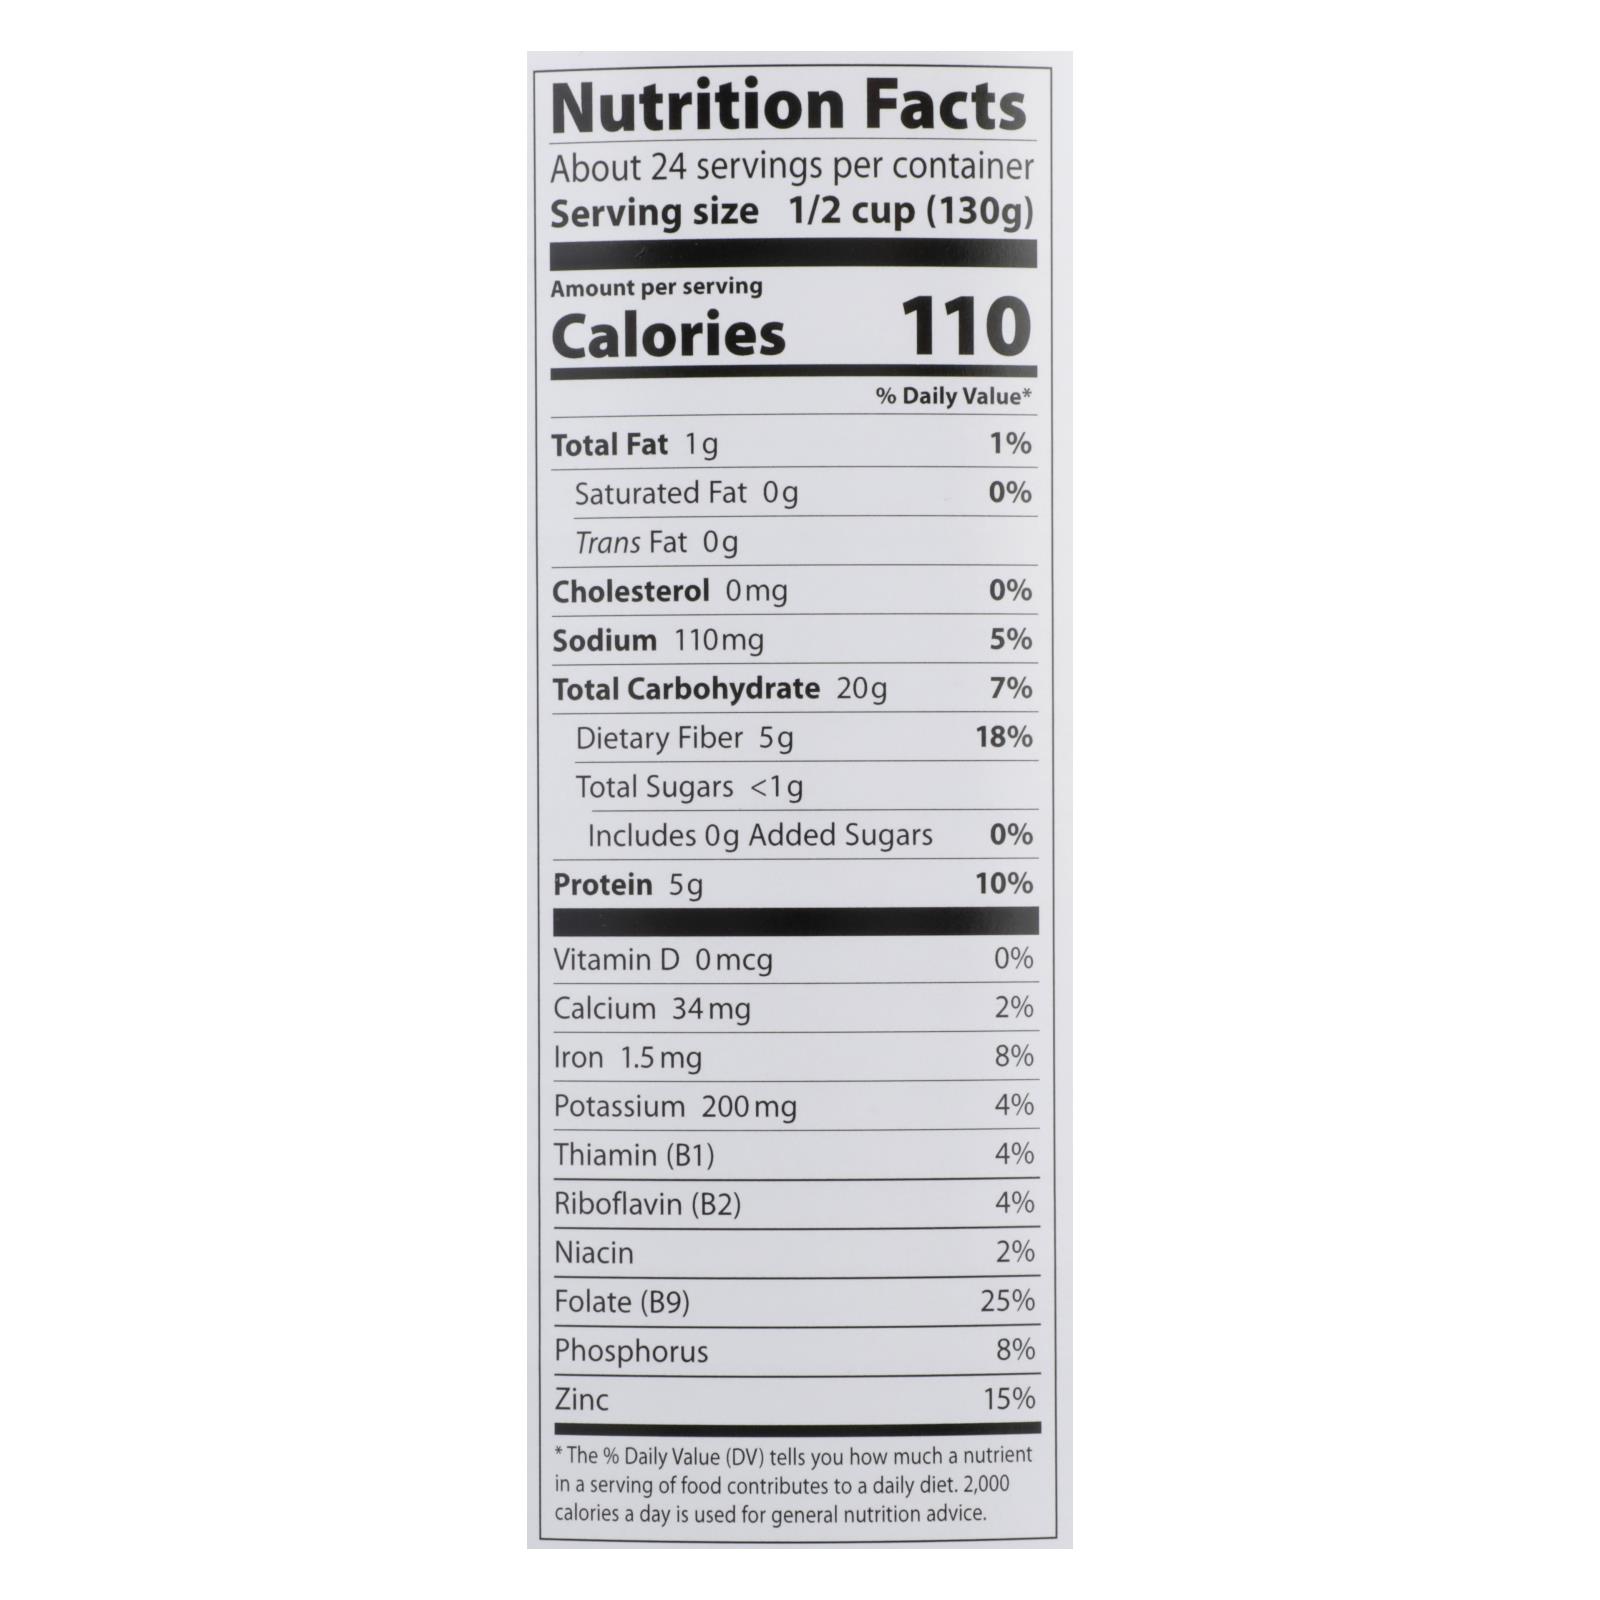 Nutrition Facts
About 24 servings per container
Serving size 1/2 cup (130g)
Amount per serving
Calories 110
% Daily Value*
Total Fat 1g 1%
Saturated Fat 0g 0%
Trans Fat 0g
Cholesterol 0mg 0%
Sodium 110mg 5%
Total Carbohydrate 20g 7%
Dietary Fiber 5g 18%
Total Sugars <1g
Includes 0g Added Sugars 0%
Protein 5g 10%
Vitamin D 0mcg 0%
Calcium 34mg 2%
Iron 1.5mg 8%
Potassium 200mg 4%
Thiamin (B1) 4%
Riboflavin (B2) 4%
Niacin 2%
Folate (B9) 25%
Phosphorus 8%
Zinc 15%
* The % Daily Value (DV) tells you how much a nutrient
in a serving of food contributes to a daily diet. 2,000
calories a day is used for general nutrition advice.